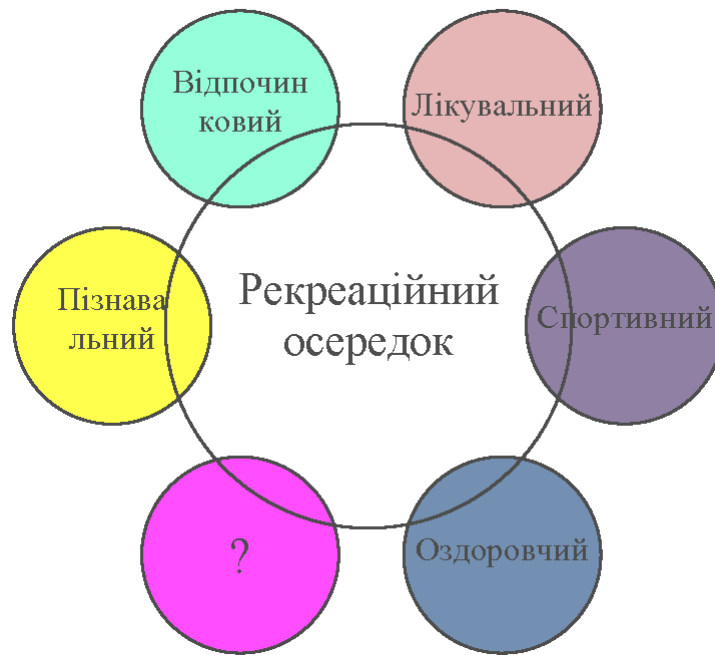 Відпочин
ковий
Лікувальний
Пізнава
льний
Рекреаційний
осередок
Спортивний
?
Оздоровчий